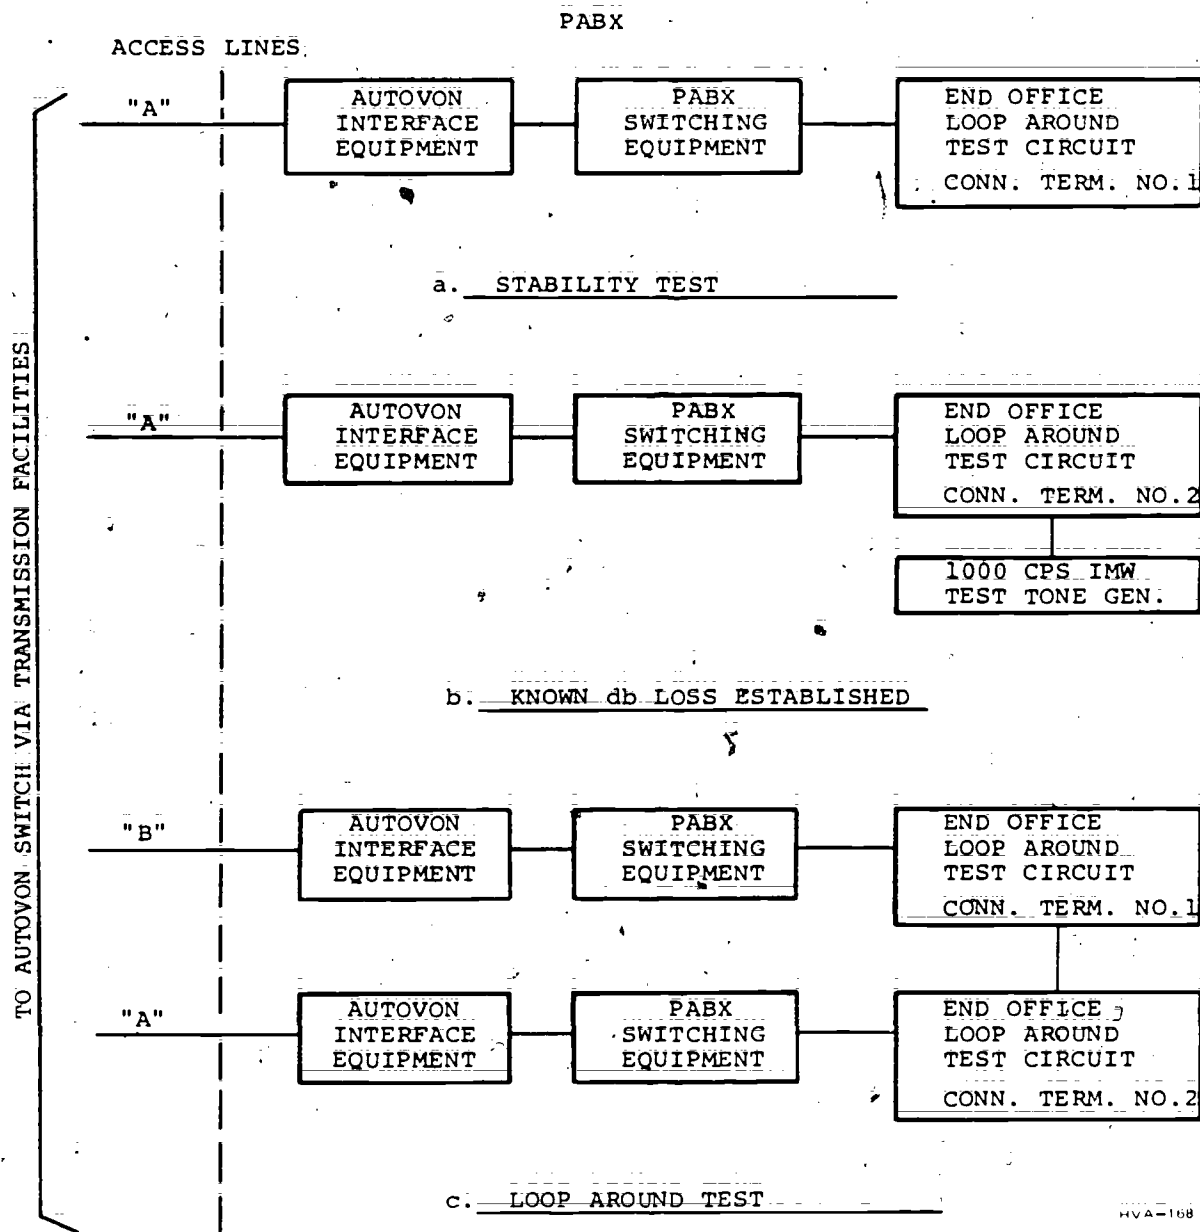 PABX
ACCESS LINES
"A"
AUTOVON
INTERFACE
EQUIPMENT
PABX
SWITCHING
EQUIPMENT
END OFFICE
LOOP AROUND
TEST CIRCUIT
CONN. TERM. NO.1
a. STABILITY TEST
"A"
AUTOVON
INTERFACE
EQUIPMENT
PABX
SWITCHING
EQUIPMENT
END OFFICE
LOOP AROUND
TEST CIRCUIT
CONN. TERM. NO.2
1000 CPS IMW
TEST TONE GEN.
b. KNOWN db LOSS ESTABLISHED
"B"
AUTOVON
INTERFACE
EQUIPMENT
PABX
SWITCHING
EQUIPMENT
END OFFICE
LOOP AROUND
TEST CIRCUIT
CONN. TERM. NO.1
"A"
AUTOVON
INTERFACE
EQUIPMENT
PABX
SWITCHING
EQUIPMENT
END OFFICE
LOOP AROUND
TEST CIRCUIT
CONN. TERM. NO.2
c. LOOP AROUND TEST
TO AUTOVON SWITCH VIA TRANSMISSION FACILITIES
HVA-168